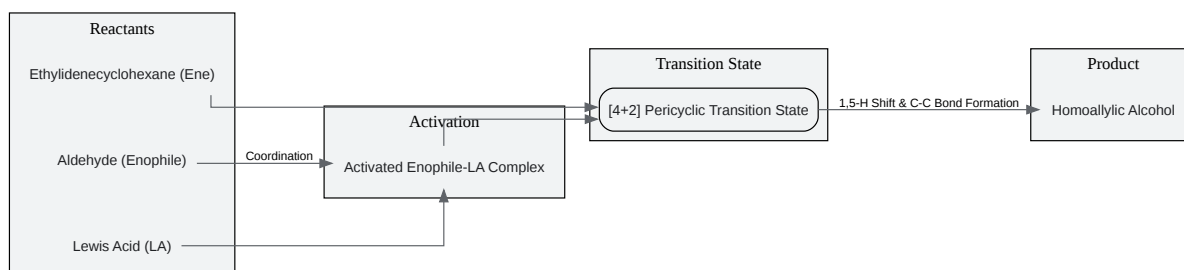 Reactants
Ethylidenecyclohexane (Ene)
Aldehyde (Enophile)
Lewis Acid (LA)
Coordination
Activation
Activated Enophile-LA Complex
Transition State
[4+2] Pericyclic Transition State
1,5-H Shift & C-C Bond Formation
Product
Homoallylic Alcohol